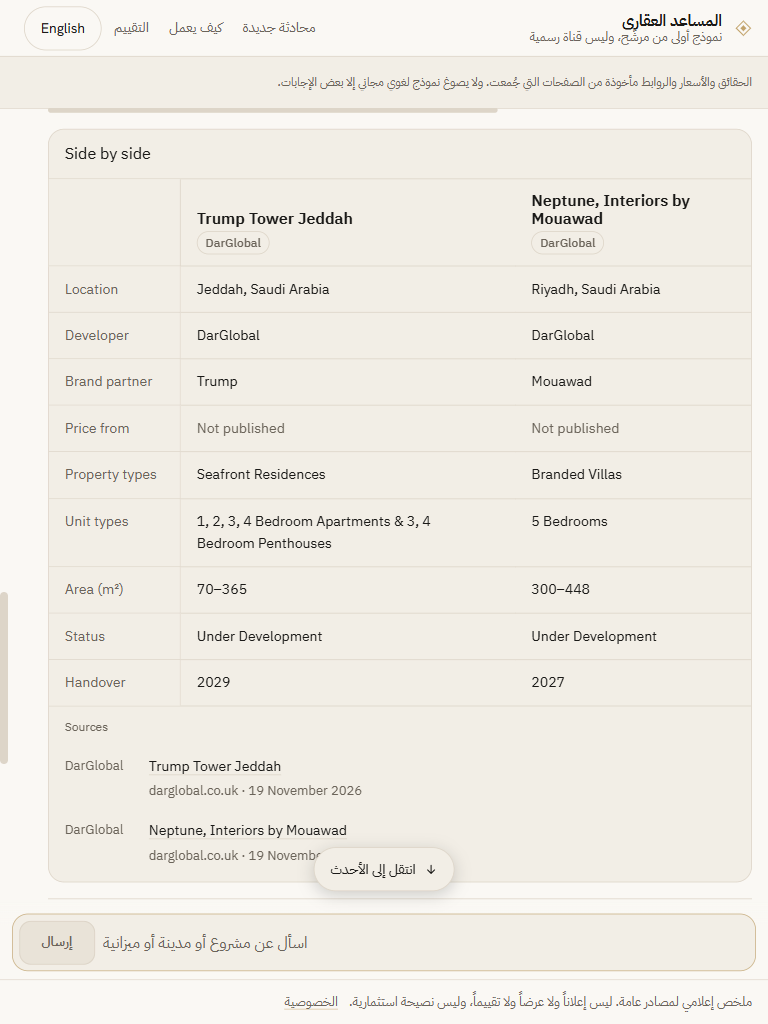 المساعد العقاري
نموذج أولي من مرشّح، وليس قناة رسمية
محادثة جديدة
كيف يعمل
التقييم
English
الحقائق والأسعار والروابط مأخوذة من الصفحات التي جُمعت. ولا يصوغ نموذج لغوي مجاني إلا بعض الإجابات.
Side by side
Trump Tower Jeddah
DarGlobal
Neptune, Interiors by
Mouawad
DarGlobal
Location
Jeddah, Saudi Arabia
Riyadh, Saudi Arabia
Developer
DarGlobal
DarGlobal
Brand partner
Trump
Mouawad
Price from
Not published
Not published
Property types
Seafront Residences
Branded Villas
Unit types
1, 2, 3, 4 Bedroom Apartments & 3, 4
Bedroom Penthouses
5 Bedrooms
Area (m²)
70–365
300–448
Status
Under Development
Under Development
Handover
2029
2027
Sources
DarGlobal
Trump Tower Jeddah
darglobal.co.uk · 19 November 2026
DarGlobal
Neptune, Interiors by Mouawad
darglobal.co.uk · 19
انتقل إلى الأحدث ↓
اسأل عن مشروع أو مدينة أو ميزانية
إرسال
ملخص إعلامي لمصادر عامة. ليس إعلاناً ولا عرضاً ولا تقييماً، وليس نصيحة استثمارية. الخصوصية